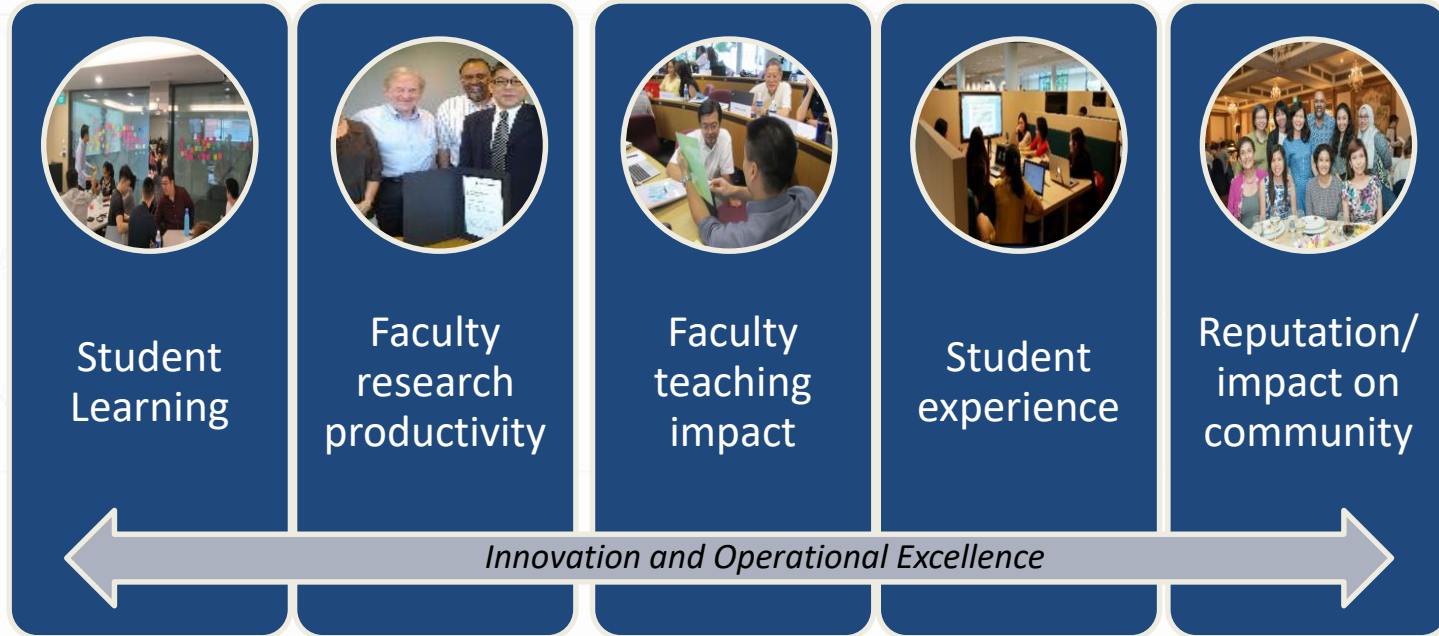 Student
Learning
Faculty
research
productivity
Faculty
teaching
impact
Student
experience
Reputation/
impact on
community
Innovation and Operational Excellence